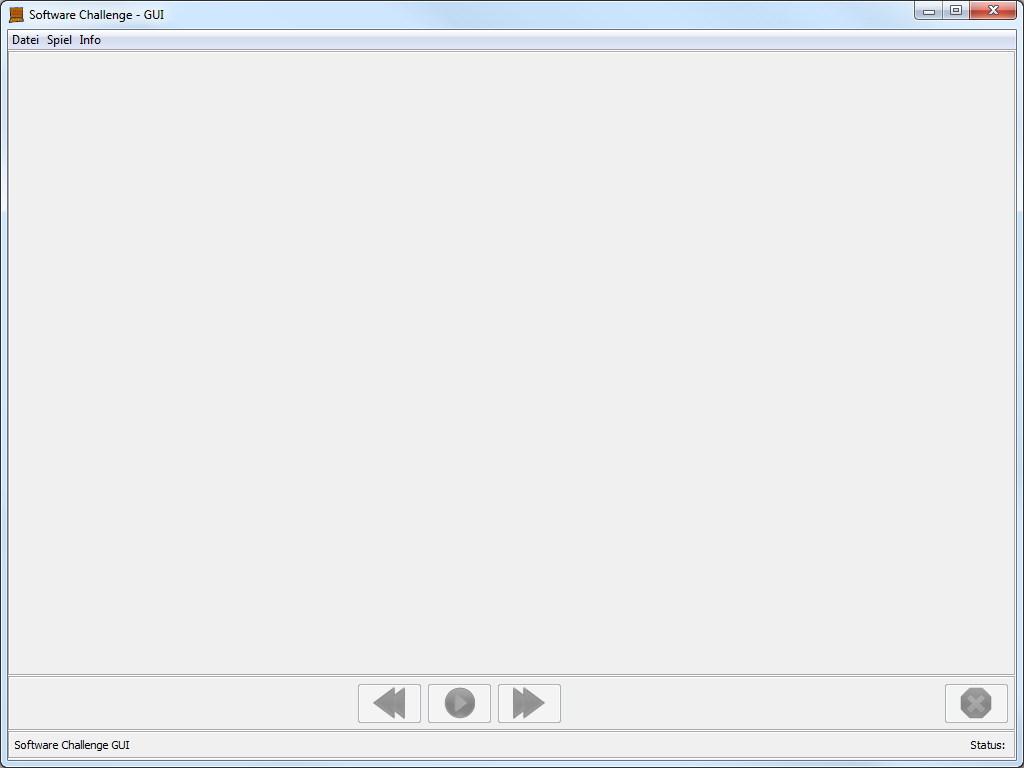 Software Challenge - GUI
Datei Spiel Info
Software Challenge GUI
Status: